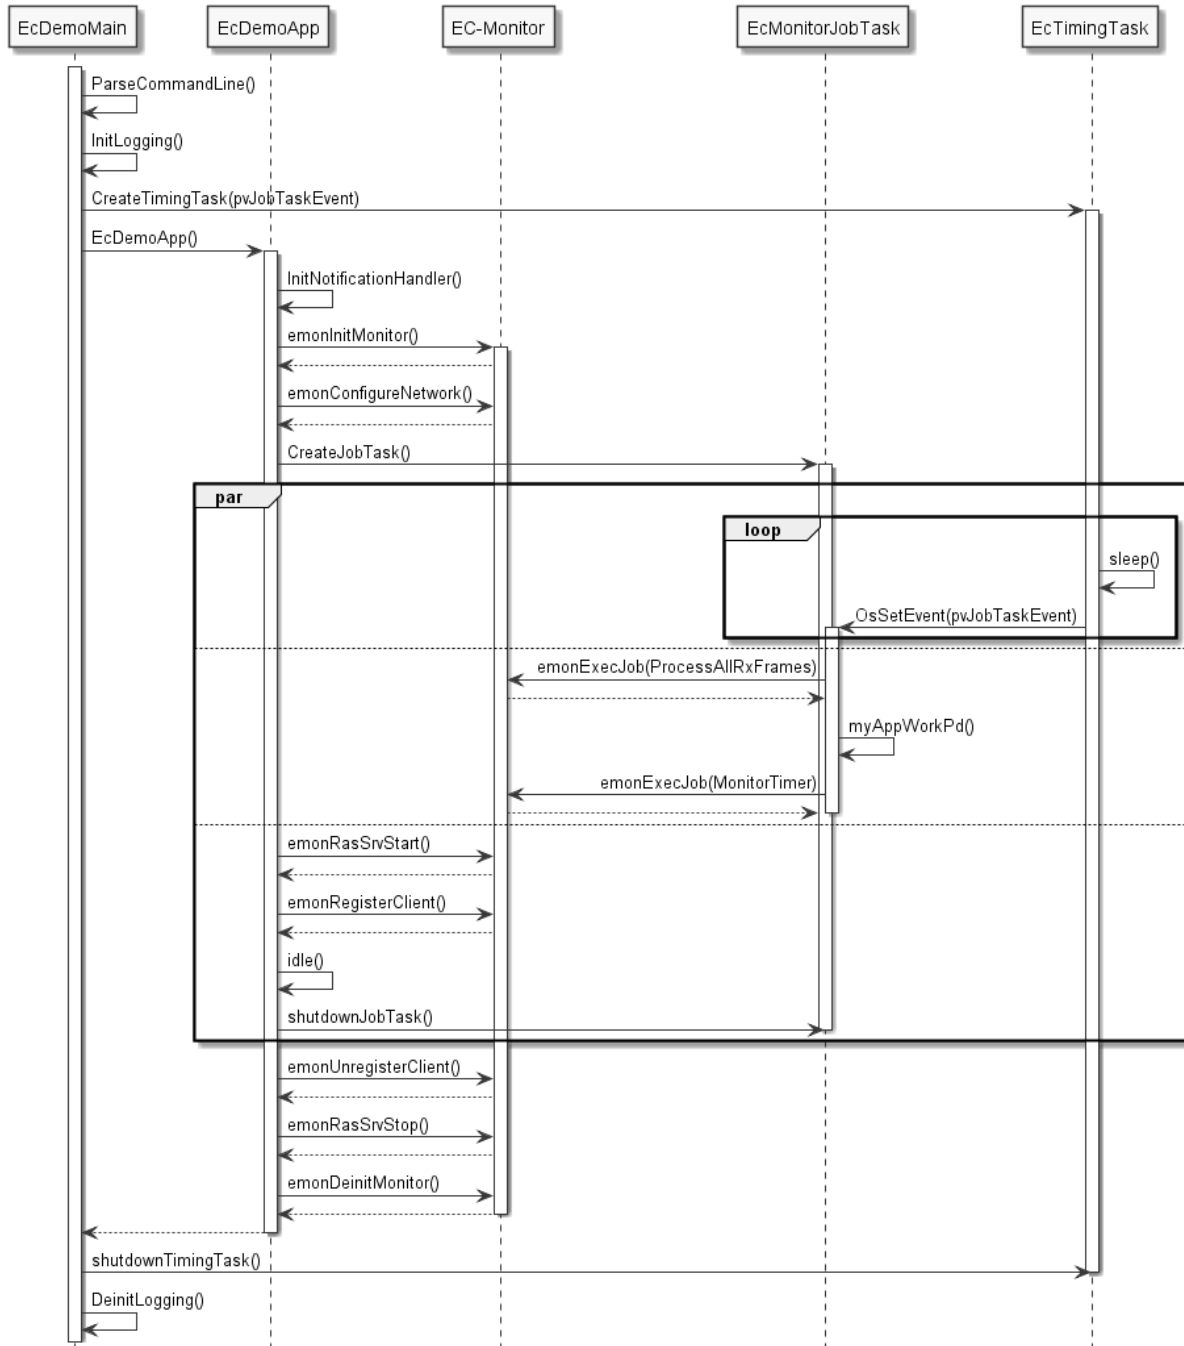 EcDemoMain
EcDemoApp
EC-Monitor
EcMonitorJobTask
EcTimingTask
ParseCommandLine()
InitLogging()
CreateTimingTask(pvJobTaskEvent)
EcDemoApp()
InitNotificationHandler()
emonInitMonitor()
emonConfigureNetwork()
CreateJobTask()
par
loop
sleep()
OsSetEvent(pvJobTaskEvent)
emonExecJob(ProcessAllRxFrames)
myAppWorkPd()
emonExecJob(MonitorTimer)
emonRasSrvStart()
emonRegisterClient()
idle()
shutdownJobTask()
emonUnregisterClient()
emonRasSrvStop()
emonDeinitMonitor()
shutdownTimingTask()
DeinitLogging()